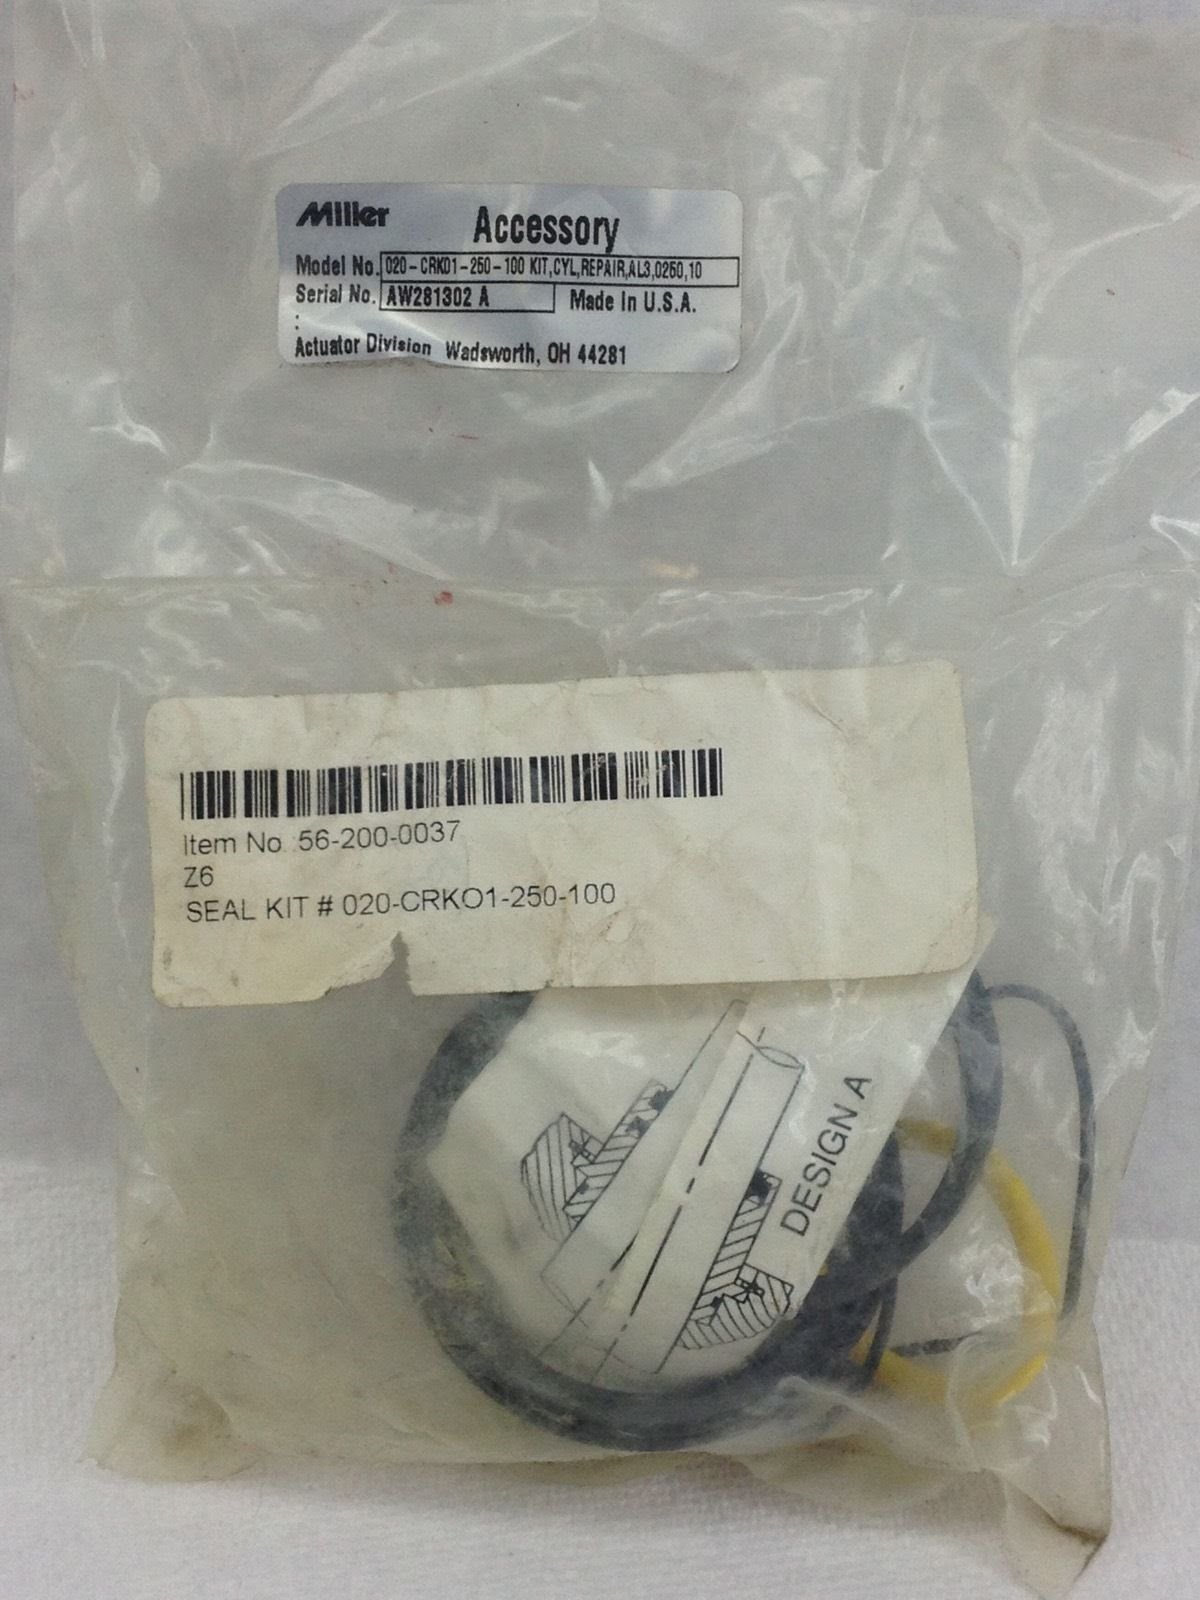 Miller Accessory
Model No. 020-CRK01-250-100 KIT,CYL,REPAIR,AL3,0250,10
Serial No. AW281302 A Made In U.S.A.
:
Actuator Division Wadsworth, OH 44281
Item No 56-200-0037
Z6
SEAL KIT # 020-CRKO1-250-100
DESIGN A